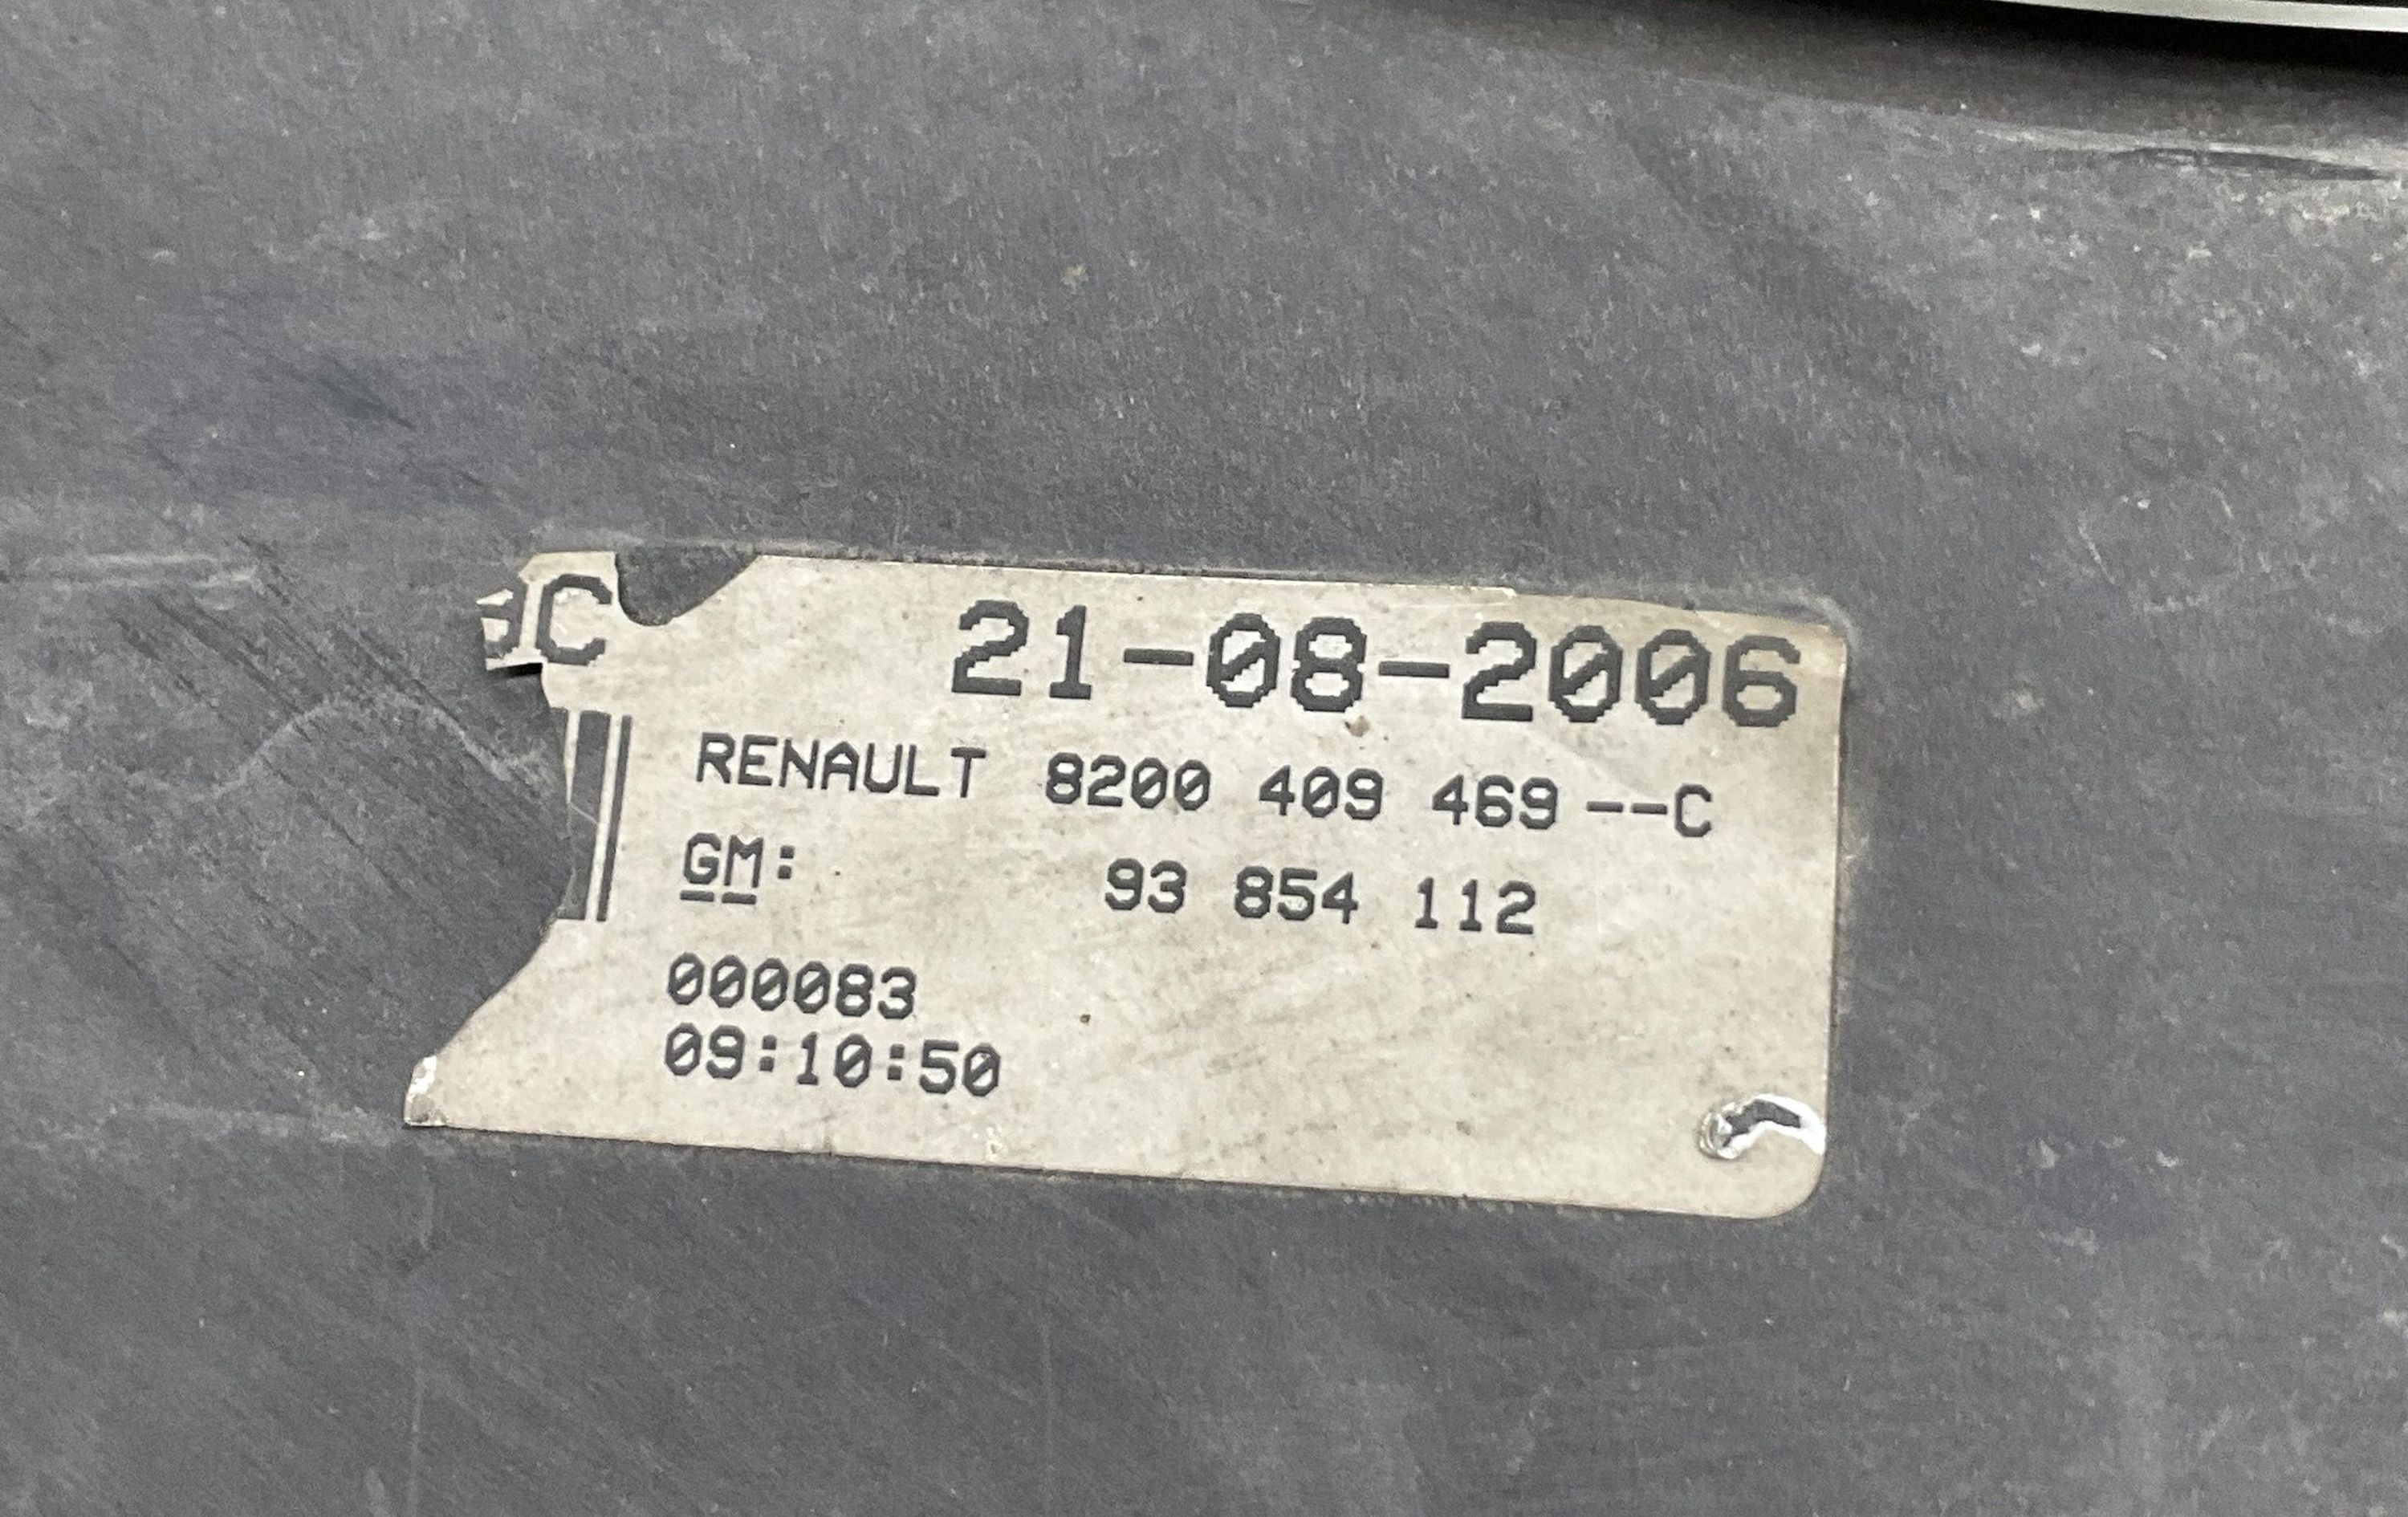 C 21-08-2006
RENAULT 8200 409 469--C
GM: 93 854 112
000083
09:10:50